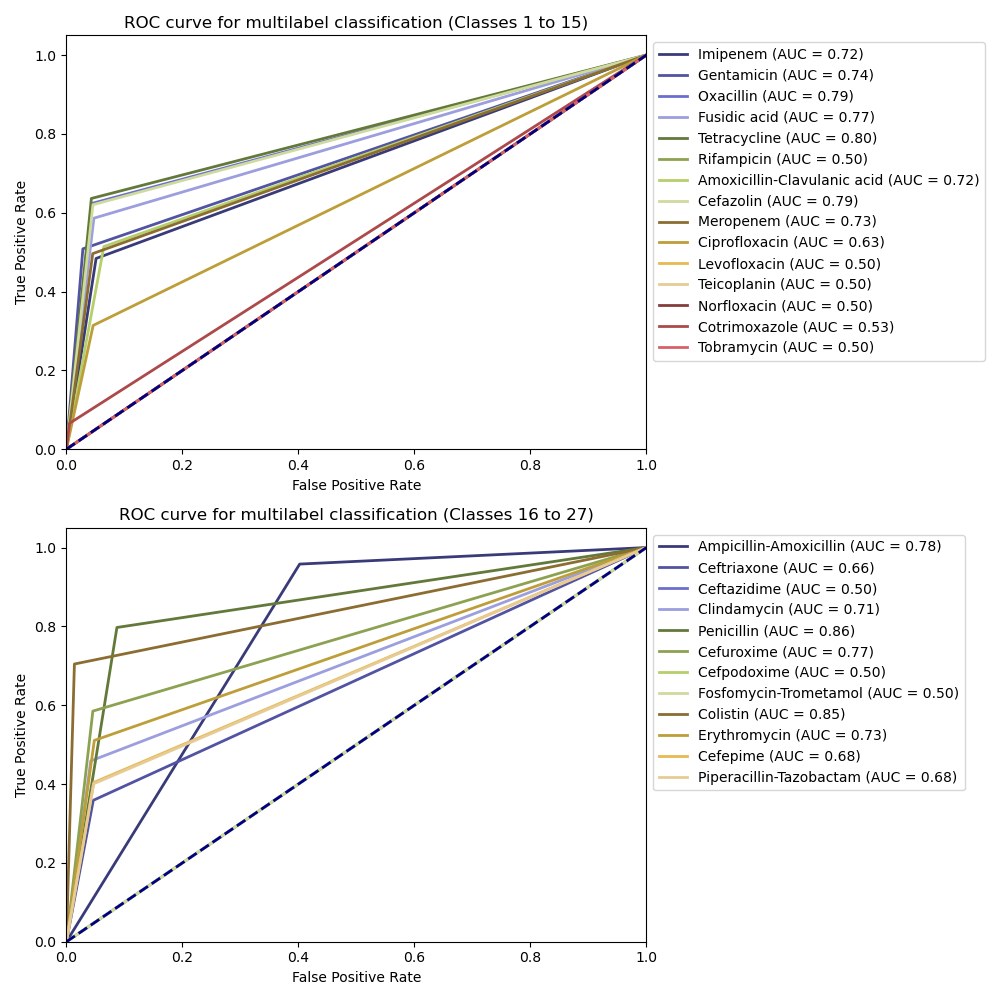 ROC curve for multilabel classification (Classes 1 to 15)
1.0
0.8
0.6
0.4
0.2
0.0
True Positive Rate
0.0 0.2 0.4 0.6 0.8 1.0
False Positive Rate
Imipenem (AUC = 0.72)
Gentamicin (AUC = 0.74)
Oxacillin (AUC = 0.79)
Fusidic acid (AUC = 0.77)
Tetracycline (AUC = 0.80)
Rifampicin (AUC = 0.50)
Amoxicillin-Clavulanic acid (AUC = 0.72)
Cefazolin (AUC = 0.79)
Meropenem (AUC = 0.73)
Ciprofloxacin (AUC = 0.63)
Levofloxacin (AUC = 0.50)
Teicoplanin (AUC = 0.50)
Norfloxacin (AUC = 0.50)
Cotrimoxazole (AUC = 0.53)
Tobramycin (AUC = 0.50)
ROC curve for multilabel classification (Classes 16 to 27)
1.0
0.8
0.6
0.4
0.2
0.0
True Positive Rate
0.0 0.2 0.4 0.6 0.8 1.0
False Positive Rate
Ampicillin-Amoxicillin (AUC = 0.78)
Ceftriaxone (AUC = 0.66)
Ceftazidime (AUC = 0.50)
Clindamycin (AUC = 0.71)
Penicillin (AUC = 0.86)
Cefuroxime (AUC = 0.77)
Cefpodoxime (AUC = 0.50)
Fosfomycin-Trometamol (AUC = 0.50)
Colistin (AUC = 0.85)
Erythromycin (AUC = 0.73)
Cefepime (AUC = 0.68)
Piperacillin-Tazobactam (AUC = 0.68)